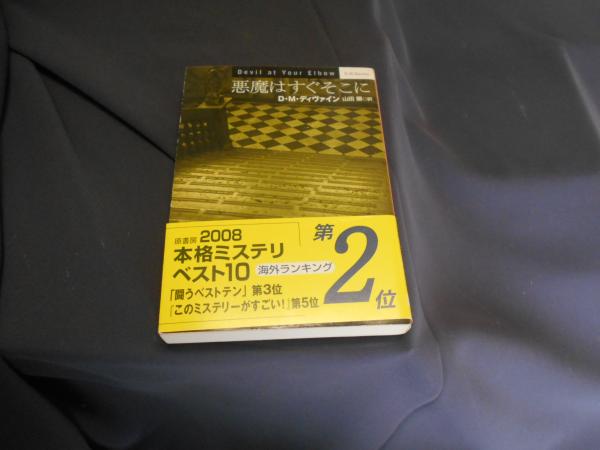 Devil at Your Elbow
悪魔はすぐそこに
D・M・ディヴァイン 山田 蘭=訳
原書房 2008
本格ミステリ
ベスト10 海外ランキング
第2位
「闘うベストテン」 第3位
『このミステリーがすごい!』第5位